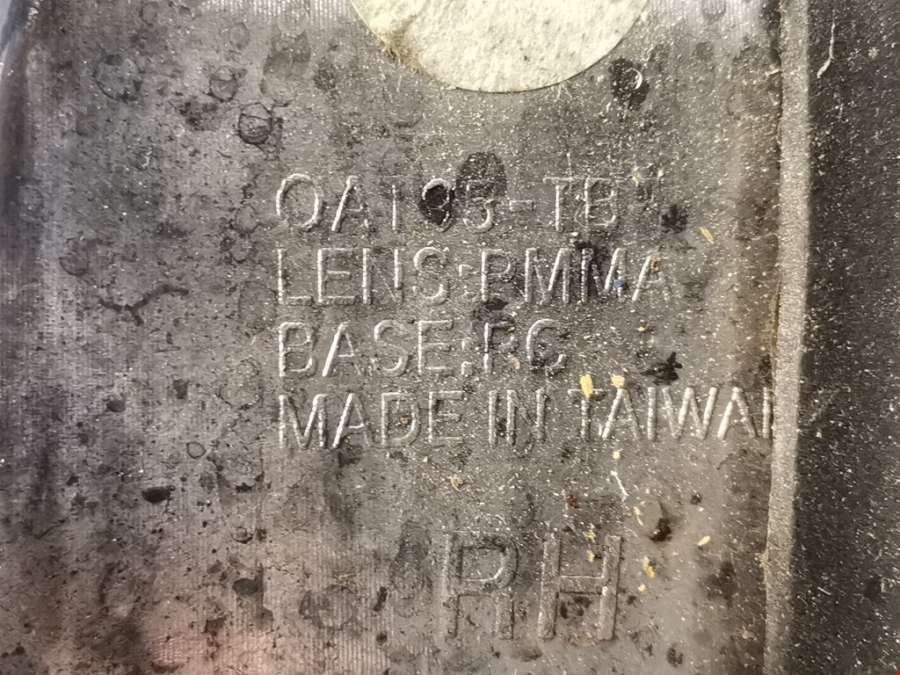 LENS:PMMA
BASE:PC
MADE IN TAIWAN
RH